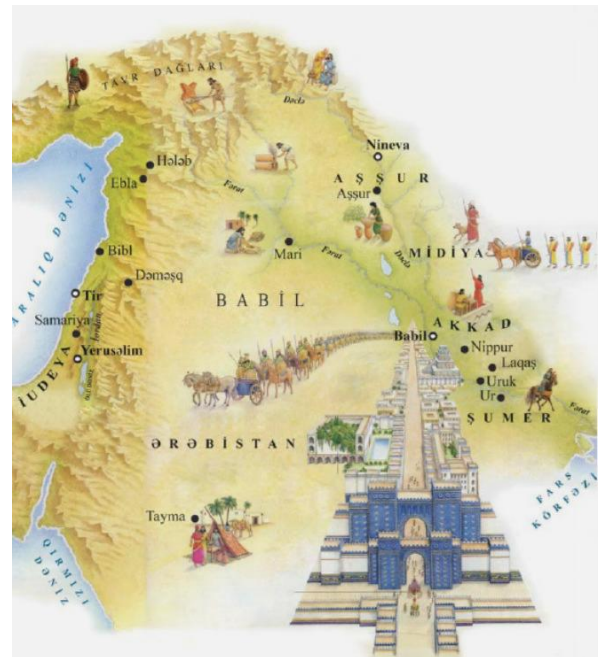 TAVR DAĞLARI
Dəclə
Nineva
Hələb
Ebla
AŞŞUR
Aşşur
Fərat
ARALIQ DƏNİZİ
Bibl
Mari
Fərat
Dəclə
MİDİYA
Dəməşq
Tir
BABİL
Samariya
Yerusəlim
İUDEYA
Babil
AKKAD
Nippur
Laqaş
Uruk
Ur
ŞUMER
Fərat
ƏRƏBİSTAN
FARS
KÖRFƏZİ
Tayma
QIRMIZI
DƏNİZ